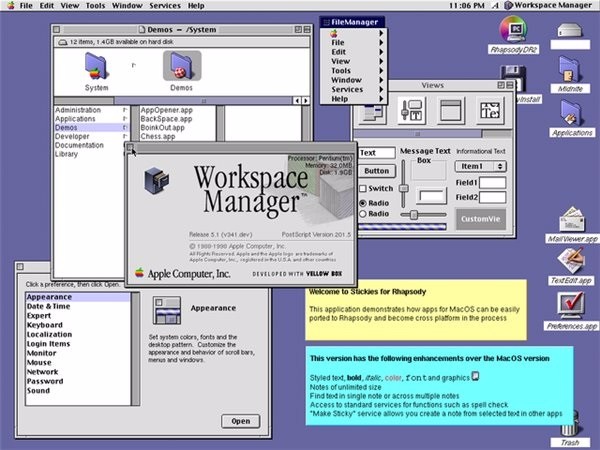 File Edit View Tools Window Services Help
11:06 PM
Workspace Manager
Demos — /System
12 items, 1.4GB available on hard disk
System
Demos
Administration
Applications
Demos
Developer
Documentation
Library
AppOpener.app
BackSpace.app
BoinkOut.app
Chess.app
FileManager
File
Edit
View
Tools
Window
Services
Help
RhapsodyDR2
Midnite
Applications
MailViewer.app
TextEdit.app
Preferences.app
Trash
Views
Text
Button
Switch
Radio
Radio
Message Text
Box
Informational Text
Item1
Field1
Field2
CustomVie
Processor: Pentium(tm)
Memory: 32.0MB
Disk: 1.9GB
Workspace
Manager™
Release 5.1 (v341.dev)
PostScript Version 201.5
© 1989-1998 Apple Computer, Inc.
All Rights Reserved. Apple and the Apple logo are trademarks of
Apple Computer, Inc., registered in the U.S.A. and other countries.
Apple Computer, Inc.
DEVELOPED WITH YELLOW BOX
Click a preference, then click Open.
Appearance
Date & Time
Expert
Keyboard
Localization
Login Items
Monitor
Mouse
Network
Password
Sound
Appearance
Set system colors, fonts and the
desktop pattern. Customize the
appearance and behavior of scroll bars,
menus and windows.
Open
Welcome to Stickies for Rhapsody
This application demonstrates how apps for MacOS can be easily
ported to Rhapsody and become cross platform in the process
This version has the following enhancements over the MacOS version
Styled text, bold, italic, color, font and graphics
Notes of unlimited size
Find text in single note or across multiple notes
Access to standard services for functions such as spell check
"Make Sticky" service allows you create a note from selected text in other apps